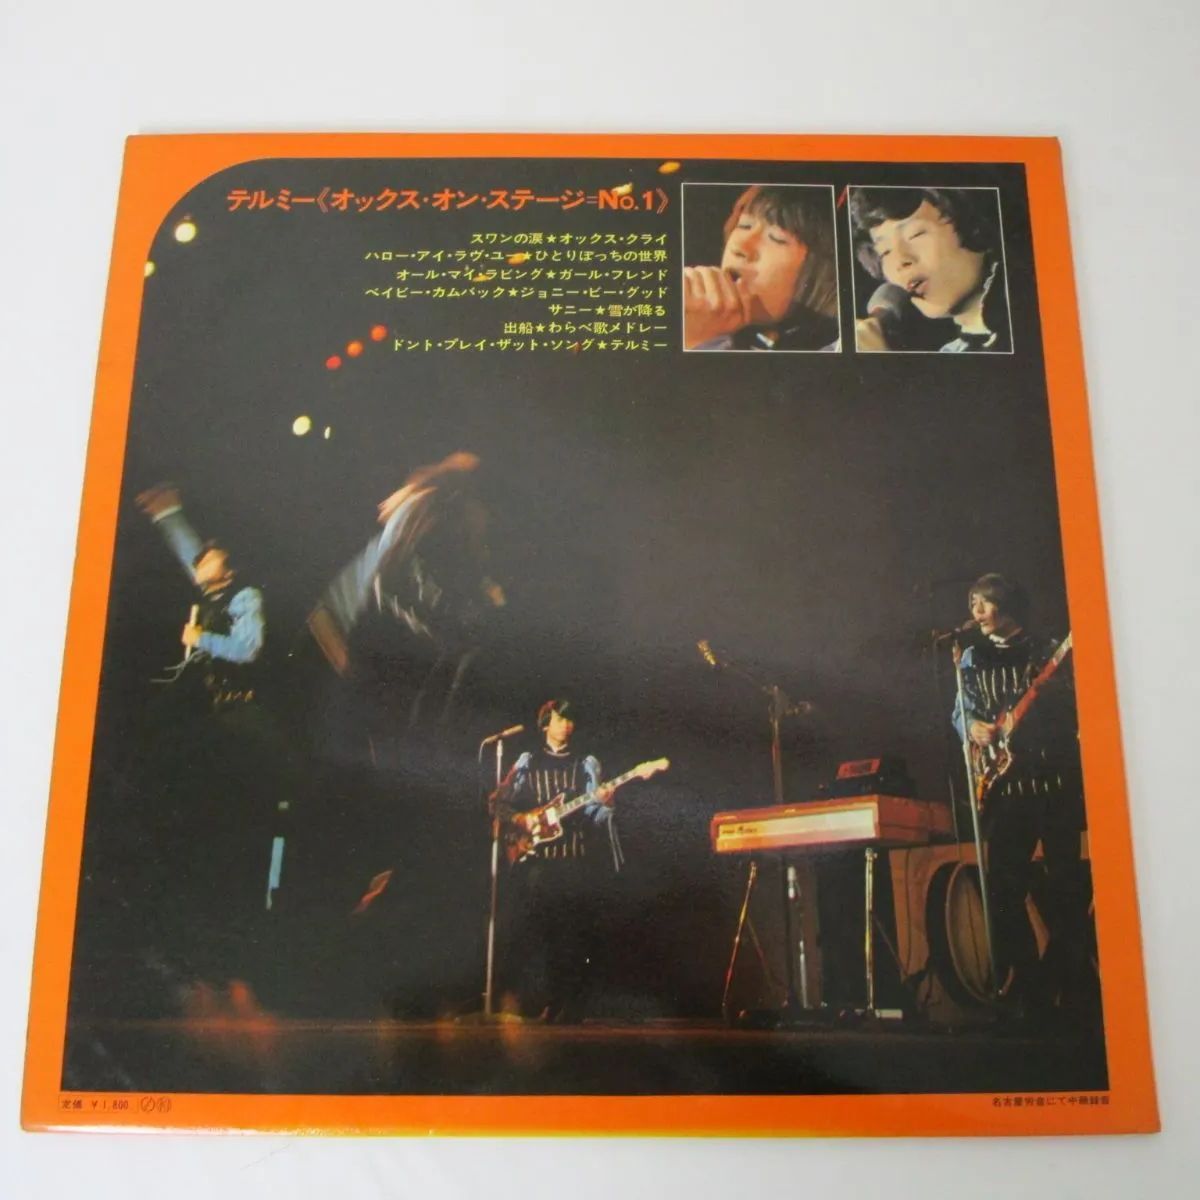 テルミー《オックス・オン・ステージ=No.1》
スワンの涙★オックス・クライ
ハロー・アイ・ラヴ・ユー★ひとりぼっちの世界
オール・マイ・ラビング★ガール・フレンド
ベイビー・カムバック★ジョニー・ビー・グッド
サニー★雪が降る
出船★わらべ歌メドレー
ドント・プレイ・ザット・ソング★テルミー
定価 ¥1,800
名古屋労音にて中継録音